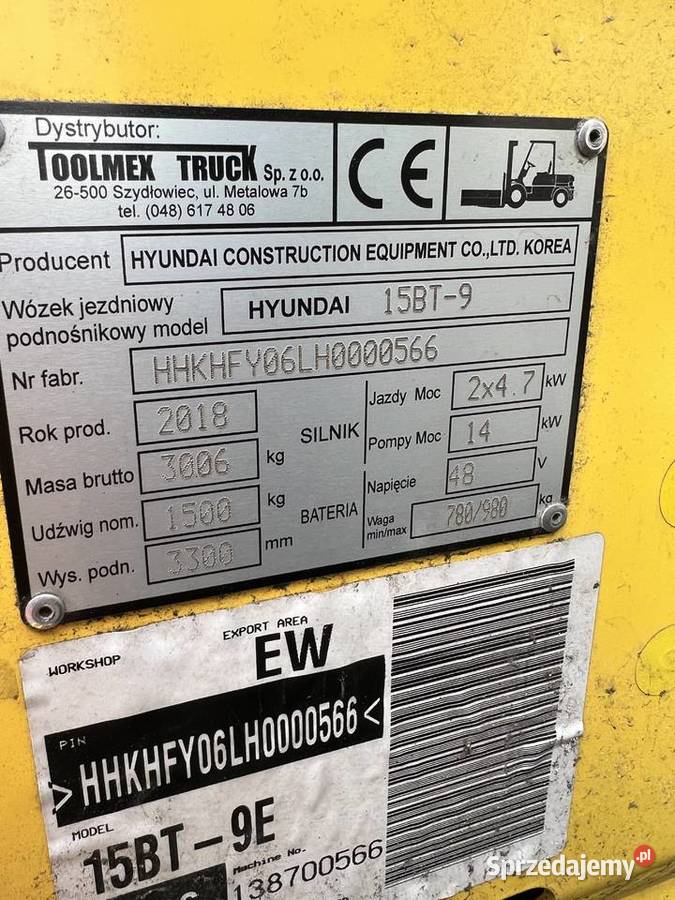 Dystrybutor:
TOOLMEX TRUCK Sp. z o.o.
26-500 Szydłowiec, ul. Metalowa 7b
tel. (048) 617 48 06
CE
Producent HYUNDAI CONSTRUCTION EQUIPMENT CO.,LTD. KOREA
Wózek jezdniowy
podnośnikowy model HYUNDAI 15BT-9
Nr fabr. HHKHFY06LH0000566
Rok prod. 2018
Masa brutto 3006 kg
Udźwig nom. 1500 kg
Wys. podn. 3300 mm
SILNIK
Jazdy Moc 2x4.7 kW
Pompy Moc 14 kW
BATERIA
Napięcie 48 V
Waga
min/max 780/980 kg
WORKSHOP
EXPORT AREA
EW
PIN
>HHKHFY06LH0000566<
MODEL
15BT-9E
Machine No.
138700566
Sprzedajemy.pl